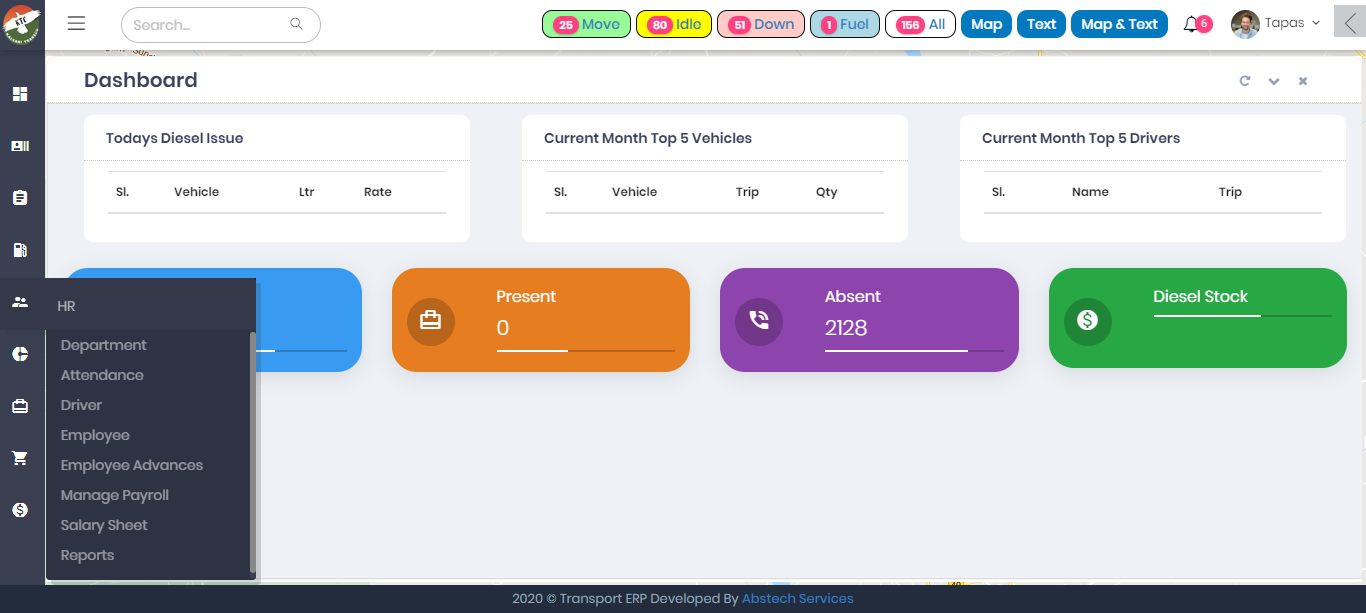 KTC
Search...
25 Move
80 Idle
51 Down
1 Fuel
156 All
Map
Text
Map & Text
6
Tapas
Dashboard
Todays Diesel Issue
Sl. Vehicle Ltr Rate
Current Month Top 5 Vehicles
Sl. Vehicle Trip Qty
Current Month Top 5 Drivers
Sl. Name Trip
Present
0
Absent
2128
Diesel Stock
HR
Department
Attendance
Driver
Employee
Employee Advances
Manage Payroll
Salary Sheet
Reports
2020 © Transport ERP Developed By Abstech Services